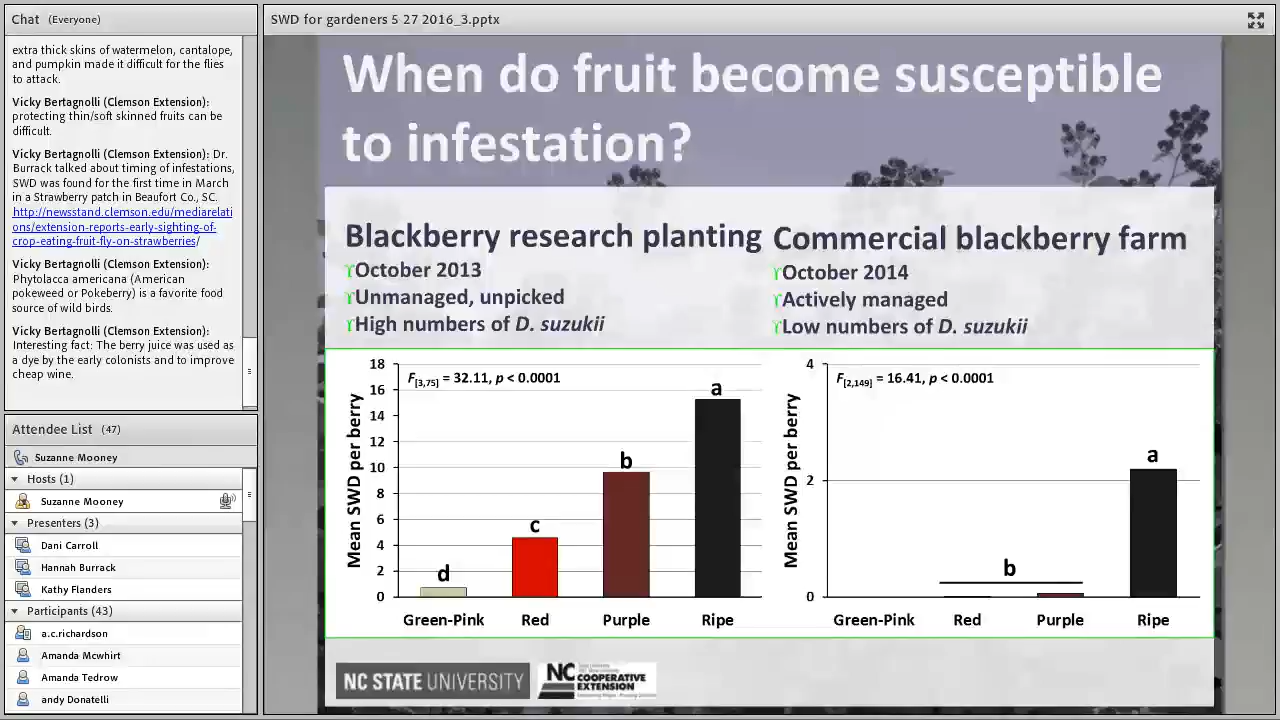 Chat (Everyone)
extra thick skins of watermelon, cantalope,
and pumpkin made it difficult for the flies
to attack.
Vicky Bertagnolli (Clemson Extension):
protecting thin/soft skinned fruits can be
difficult.
Vicky Bertagnolli (Clemson Extension): Dr.
Burrack talked about timing of infestations,
SWD was found for the first time in March
in a Strawberry patch in Beaufort Co., SC.
http://newsstand.clemson.edu/mediarelati
ons/extension-reports-early-sighting-of-
crop-eating-fruit-fly-on-strawberries/
Vicky Bertagnolli (Clemson Extension):
Phytolacca americana (American
pokeweed or Pokeberry) is a favorite food
source of wild birds.
Vicky Bertagnolli (Clemson Extension):
Interesting fact: The berry juice was used as
a dye by the early colonists and to improve
cheap wine.
Attendee List (47)
Suzanne Mooney
Hosts (1)
Suzanne Mooney
Presenters (3)
Dani Carroll
Hannah Burrack
Kathy Flanders
Participants (43)
a.c.richardson
Amanda Mcwhirt
Amanda Tedrow
andy Donatelli
SWD for gardeners 5 27 2016_3.pptx
When do fruit become susceptible
to infestation?
Blackberry research planting
October 2013
Unmanaged, unpicked
High numbers of D. suzukii
Commercial blackberry farm
October 2014
Actively managed
Low numbers of D. suzukii
Mean SWD per berry
18
16
14
12
10
8
6
4
2
0
F[3,75] = 32.11, p < 0.0001
d
c
b
a
Green-Pink Red Purple Ripe
Mean SWD per berry
4
2
0
F[2,149] = 16.41, p < 0.0001
b
a
Green-Pink Red Purple Ripe
NC STATE UNIVERSITY
NC
COOPERATIVE
EXTENSION